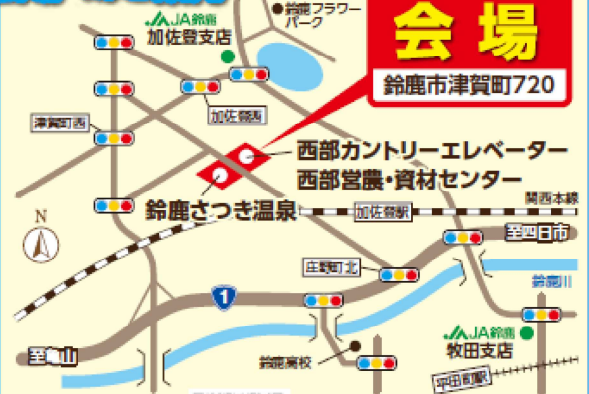 JA鈴鹿
加佐登支店
鈴鹿フラワー
パーク
会場
鈴鹿市津賀町720
津賀町西
加佐登西
西部カントリーエレベーター
西部営農・資材センター
鈴鹿さつき温泉
関西本線
加佐登駅
N
至四日市
庄野町北
鈴鹿川
1
JA鈴鹿
牧田支店
至亀山
鈴鹿高校
平田町駅